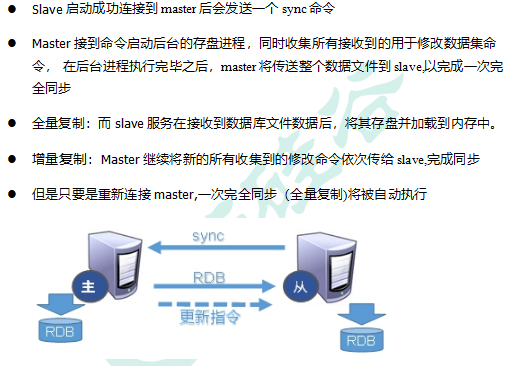 Slave 启动成功连接到 master 后会发送一个 sync 命令
Master 接到命令启动后台的存盘进程，同时收集所有接收到的用于修改数据集命
令， 在后台进程执行完毕之后，master 将传送整个数据文件到 slave,以完成一次完
全同步
全量复制：而 slave 服务在接收到数据库文件数据后，将其存盘并加载到内存中。
增量复制：Master 继续将新的所有收集到的修改命令依次传给 slave,完成同步
但是只要是重新连接 master,一次完全同步（全量复制)将被自动执行
sync
主
RDB
从
更新指令
RDB
RDB